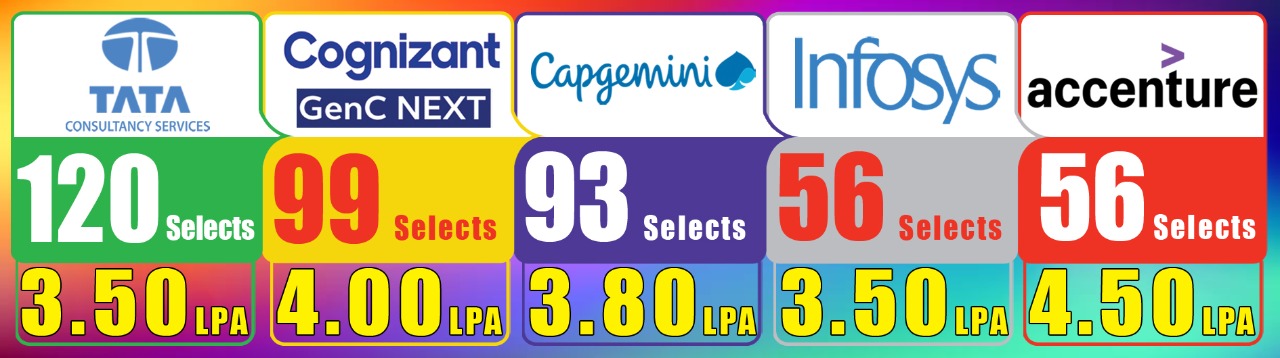 TATA
CONSULTANCY SERVICES
120 Selects
3.50 LPA
Cognizant
GenC NEXT
99 Selects
4.00 LPA
Capgemini
93 Selects
3.80 LPA
Infosys
56 Selects
3.50 LPA
>
accenture
56 Selects
4.50 LPA